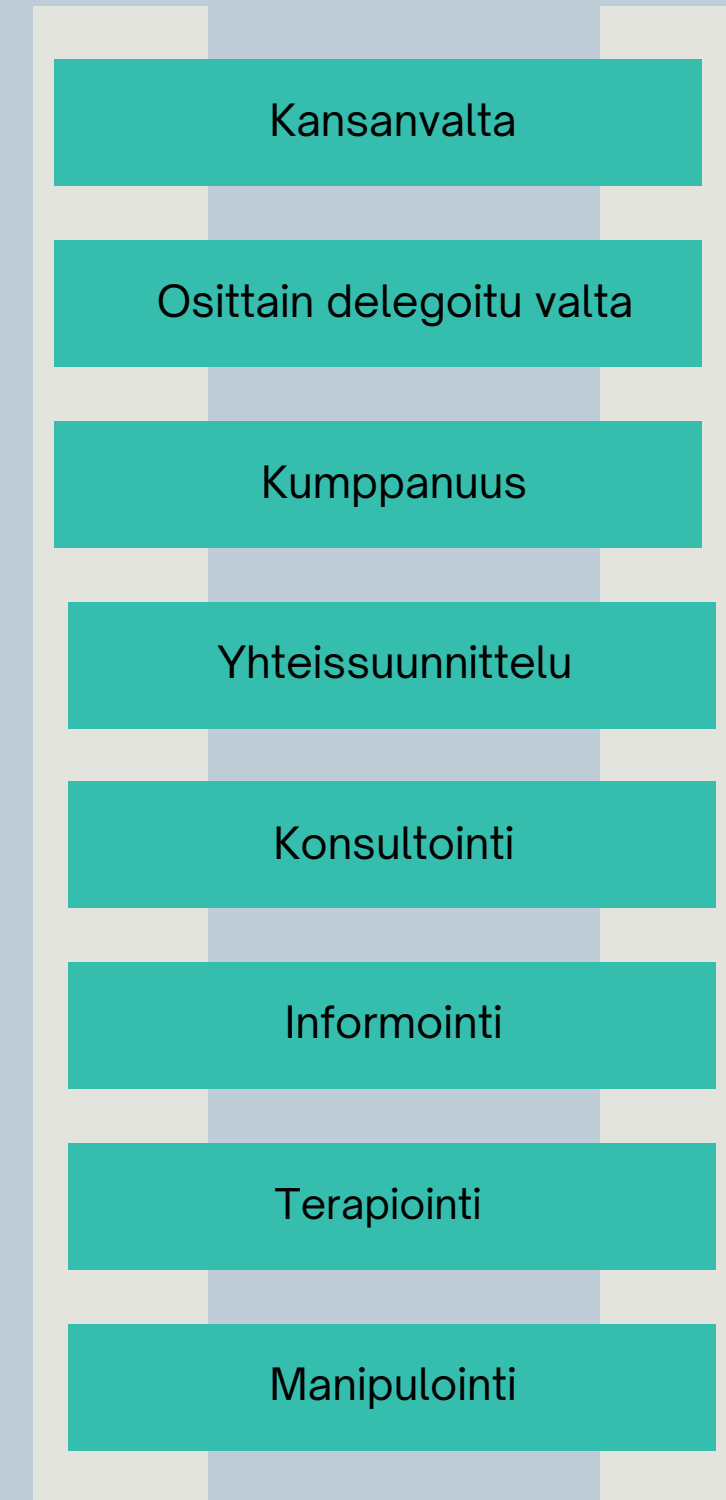 Kansanvalta
Osittain delegoitu valta
Kumppanuus
Yhteissuunnittelu
Konsultointi
Informointi
Terapiointi
Manipulointi